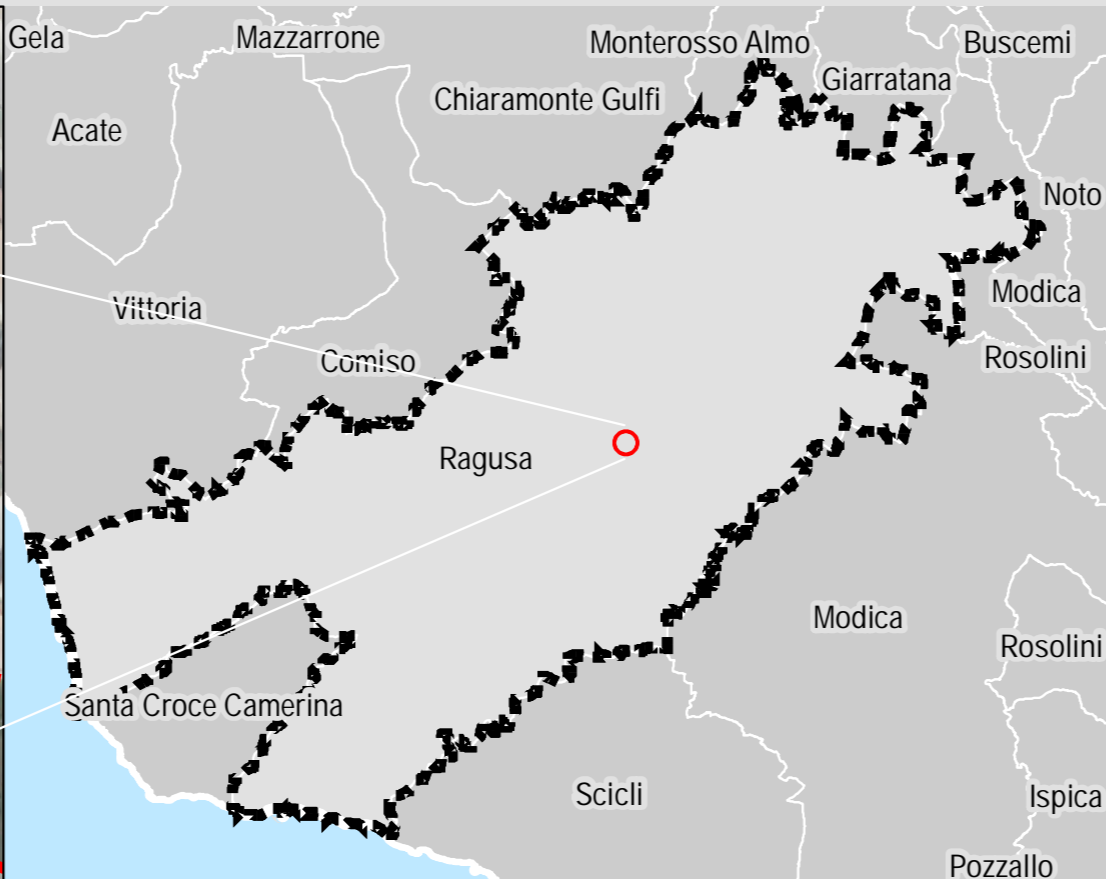 Gela
Mazzarrone
Monterosso Almo
Buscemi
Giarratana
Chiaramonte Gulfi
Acate
Noto
Modica
Vittoria
Rosolini
Comiso
Ragusa
Modica
Rosolini
Santa Croce Camerina
Scicli
Ispica
Pozzallo